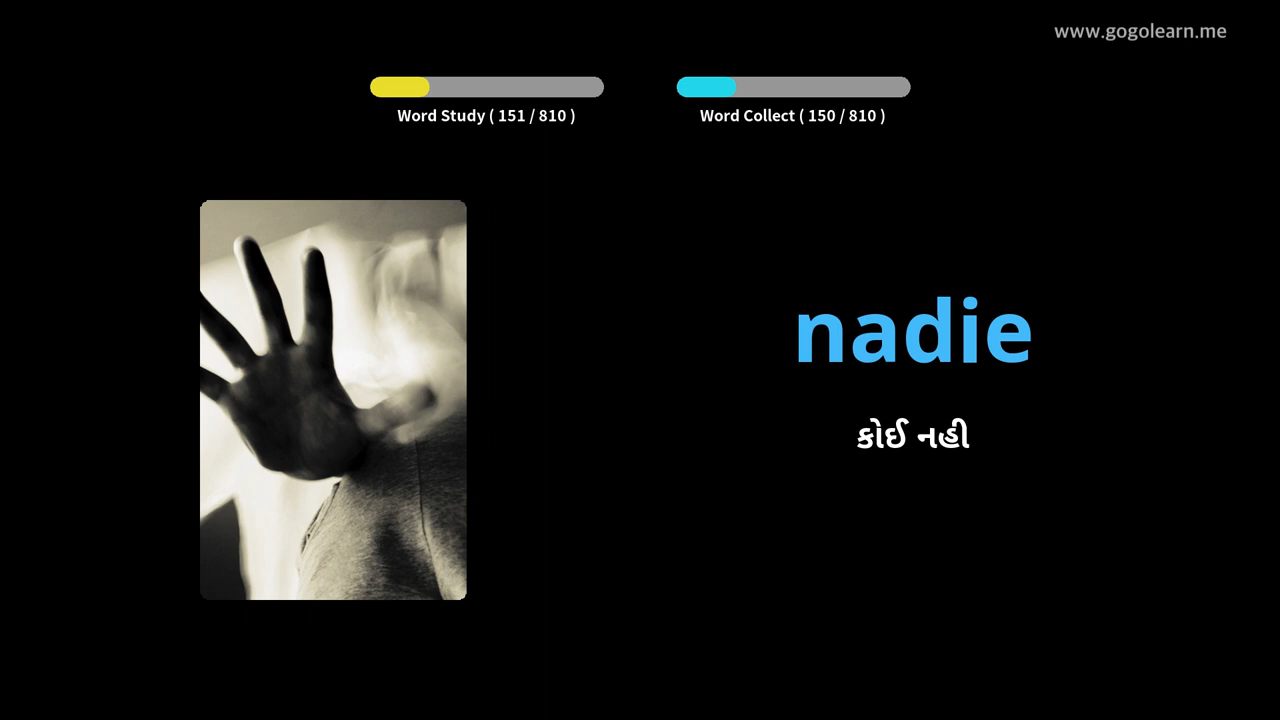 www.gogolearn.me
Word Study ( 151 / 810 )
Word Collect ( 150 / 810 )
nadie
કોઈ નહી